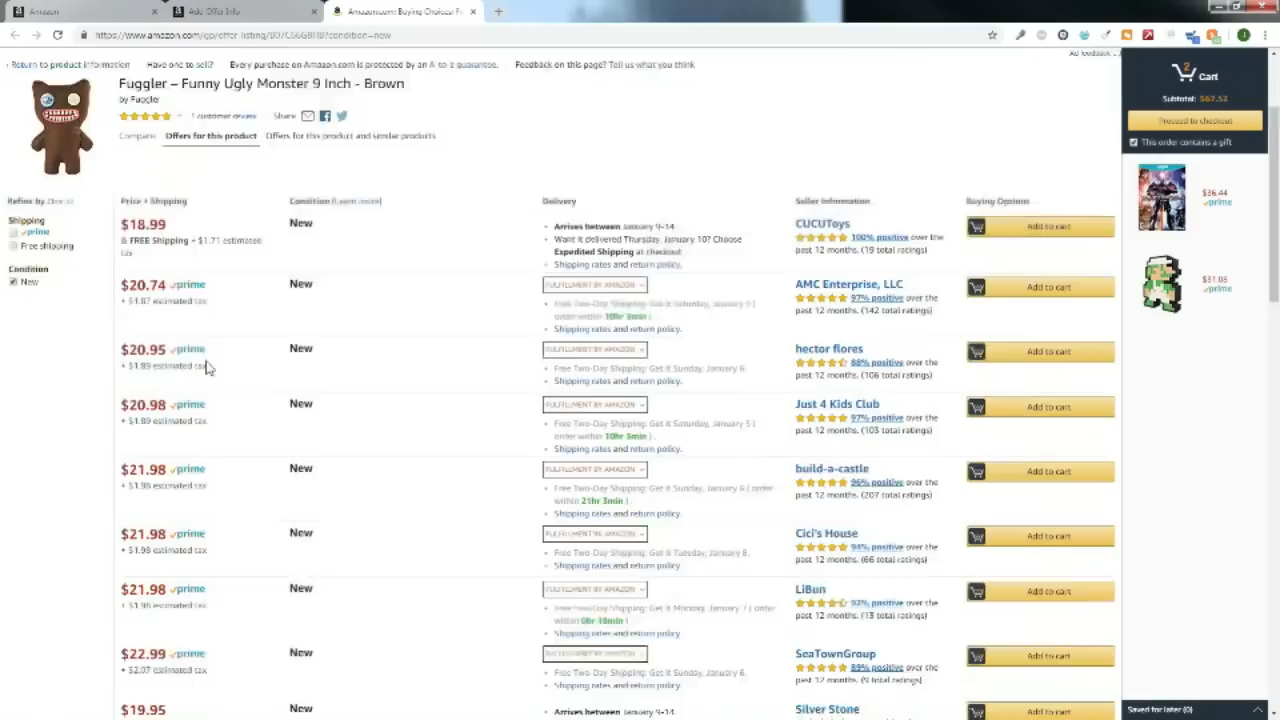 Amazon
Add Offer Info
Amazon.com: Buying Choices: F
Ad feedback
Return to product information
Have one to sell?
Every purchase on Amazon.com is protected by an A-to-z guarantee.
Feedback on this page? Tell us what you think
Fuggler – Funny Ugly Monster 9 Inch - Brown
by Fuggler
1 customer review
Share
Compare:
Offers for this product
Offers for this product and similar products
Refine by
Shipping
prime
Free shipping
Condition
New
Price + Shipping
Condition (Learn more)
Delivery
Seller Information
Buying Options
$18.99
& FREE Shipping + $1.71 estimated
tax
New
Arrives between January 9-14.
Want it delivered Thursday, January 10? Choose
Expedited Shipping at checkout.
Shipping rates and return policy.
CUCUToys
100% positive over the
past 12 months. (19 total ratings)
Add to cart
$20.74 prime
+ $1.87 estimated tax
New
FULFILLMENT BY AMAZON
Free Two-Day Shipping: Get it Saturday, January 5 (
order within 10hr 3min ) .
Shipping rates and return policy.
AMC Enterprise, LLC
97% positive over the
past 12 months. (142 total ratings)
Add to cart
$20.95 prime
+ $1.89 estimated tax
New
FULFILLMENT BY AMAZON
Free Two-Day Shipping: Get it Sunday, January 6.
Shipping rates and return policy.
hector flores
88% positive over the
past 12 months. (106 total ratings)
Add to cart
$20.98 prime
+ $1.89 estimated tax
New
FULFILLMENT BY AMAZON
Free Two-Day Shipping: Get it Saturday, January 5 (
order within 10hr 3min ) .
Shipping rates and return policy.
Just 4 Kids Club
97% positive over the
past 12 months. (103 total ratings)
Add to cart
$21.98 prime
+ $1.98 estimated tax
New
FULFILLMENT BY AMAZON
Free Two-Day Shipping: Get it Sunday, January 6 ( order
within 21hr 3min ) .
Shipping rates and return policy.
build-a-castle
96% positive over the
past 12 months. (207 total ratings)
Add to cart
$21.98 prime
+ $1.98 estimated tax
New
FULFILLMENT BY AMAZON
Free Two-Day Shipping: Get it Tuesday, January 8.
Shipping rates and return policy.
Cici's House
94% positive over the
past 12 months. (66 total ratings)
Add to cart
$21.98 prime
+ $1.98 estimated tax
New
FULFILLMENT BY AMAZON
Free Two-Day Shipping: Get it Monday, January 7 ( order
within
Shipping rates and return policy.
LiBun
92% positive over the
past 12 months. (13 total ratings)
Add to cart
$22.99 prime
+ $2.07 estimated tax
New
FULFILLMENT BY AMAZON
Free Two-Day Shipping: Get it Sunday, January 6.
Shipping rates and return policy.
SeaTownGroup
89% positive over the
past 12 months. (9 total ratings)
Add to cart
$19.95
New
Arrives between January 9-14.
Silver Stone
Add to cart
2
Cart
Subtotal: $67.52
Proceed to checkout
This order contains a gift
$36.44
prime
$31.08
prime
Saved for later (0)